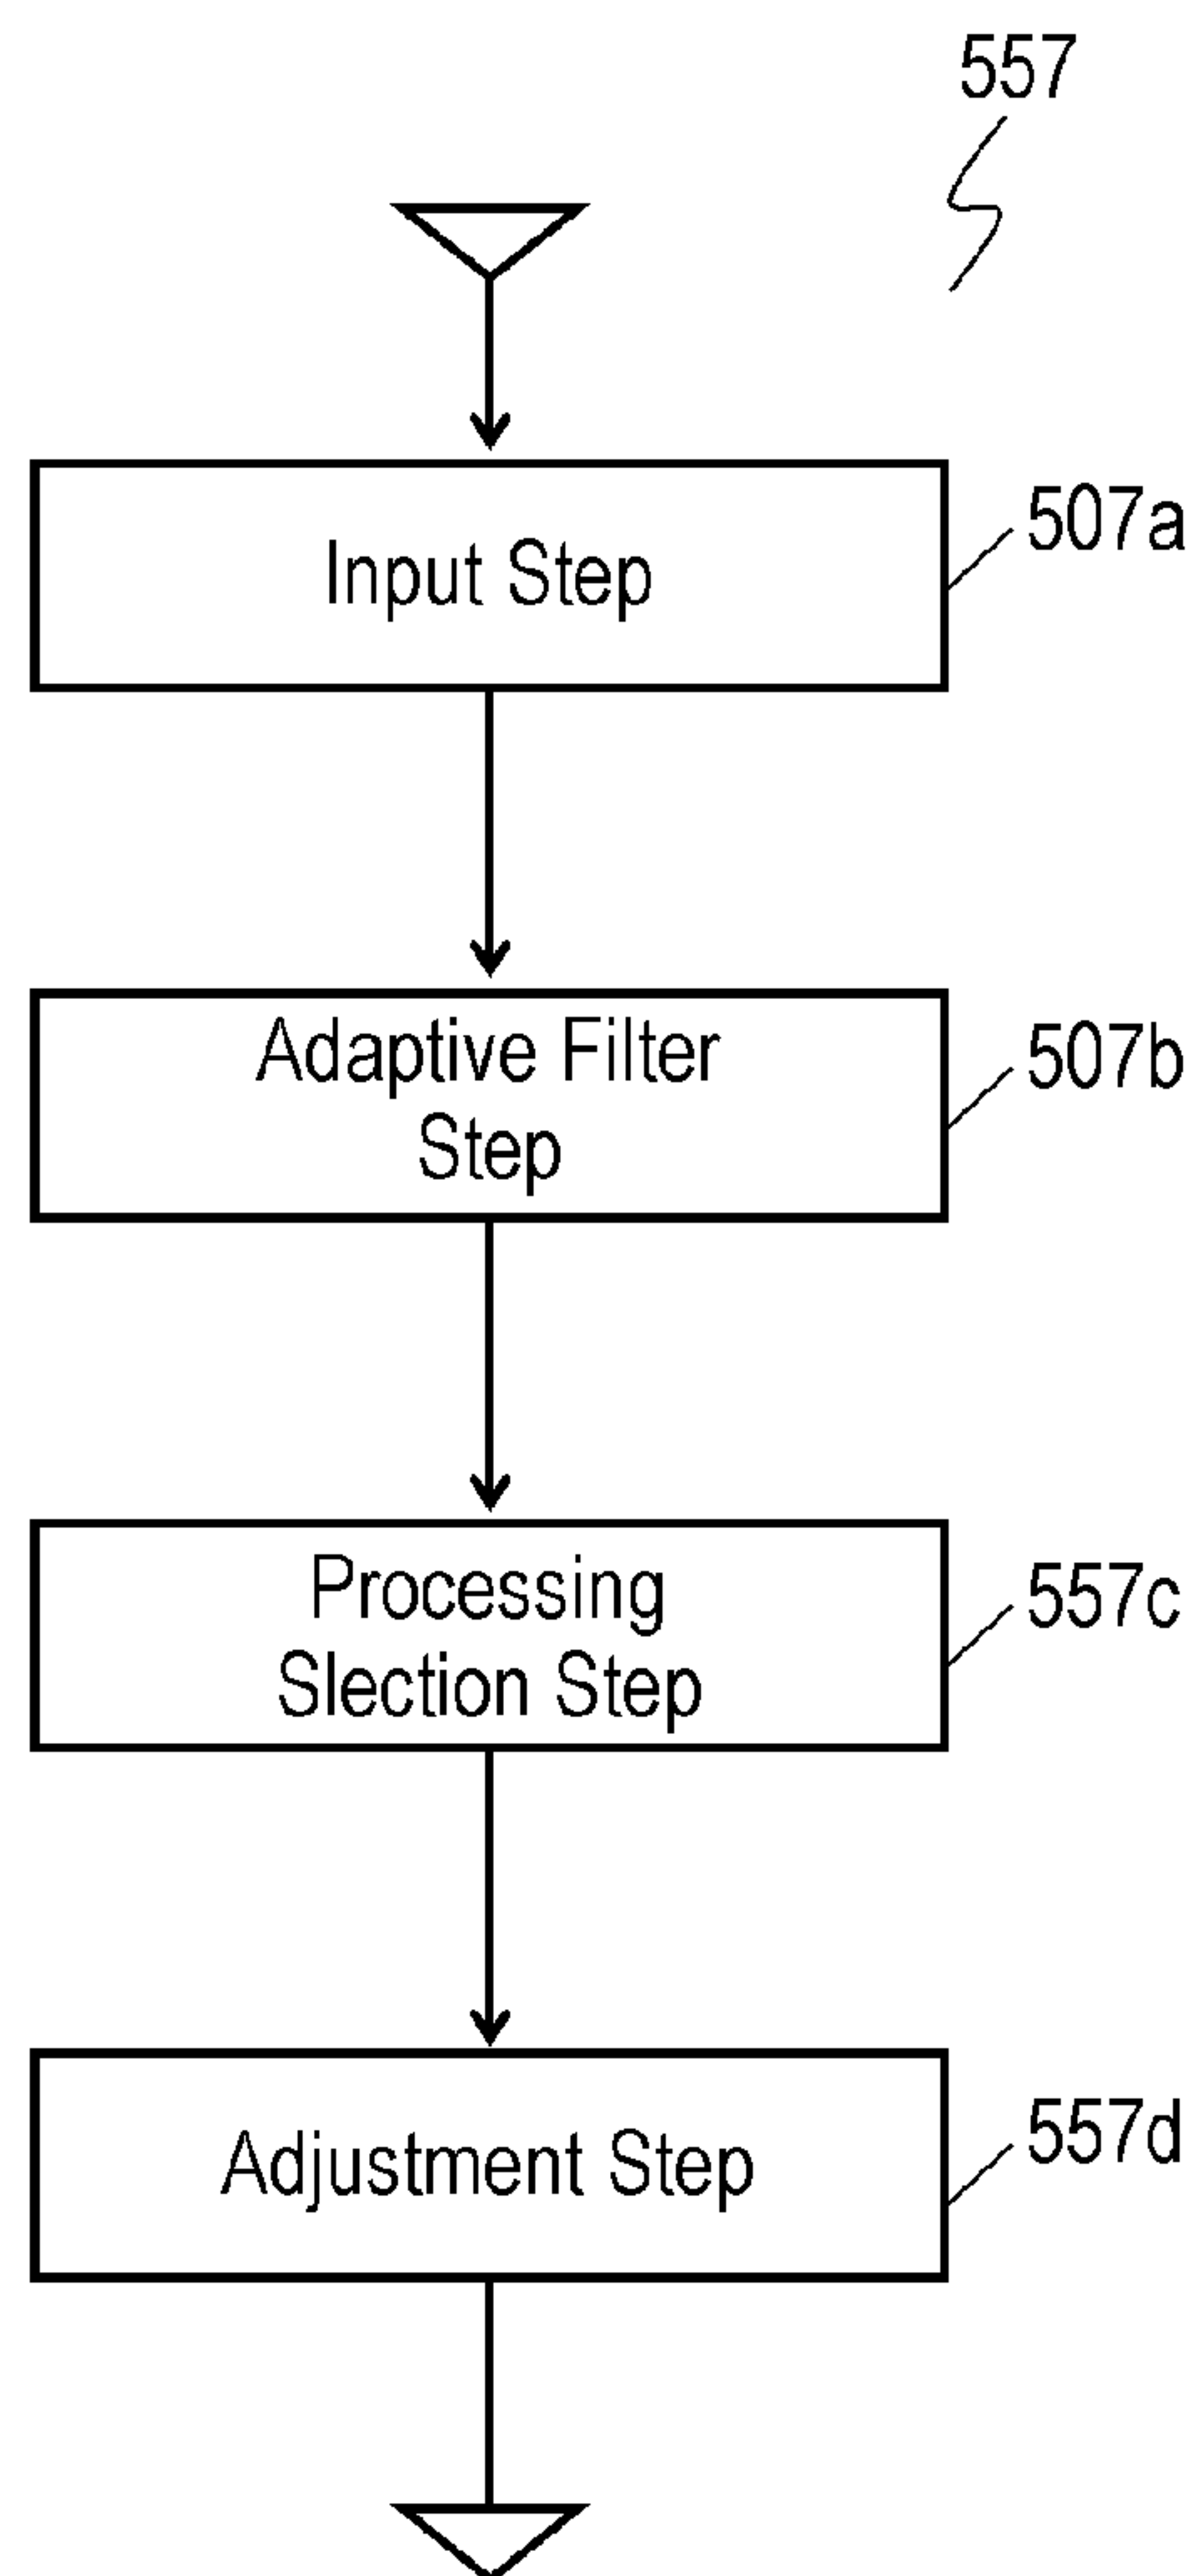 557
Input Step
507a
Adaptive Filter
Step
507b
Processing
Slection Step
557c
Adjustment Step
557d